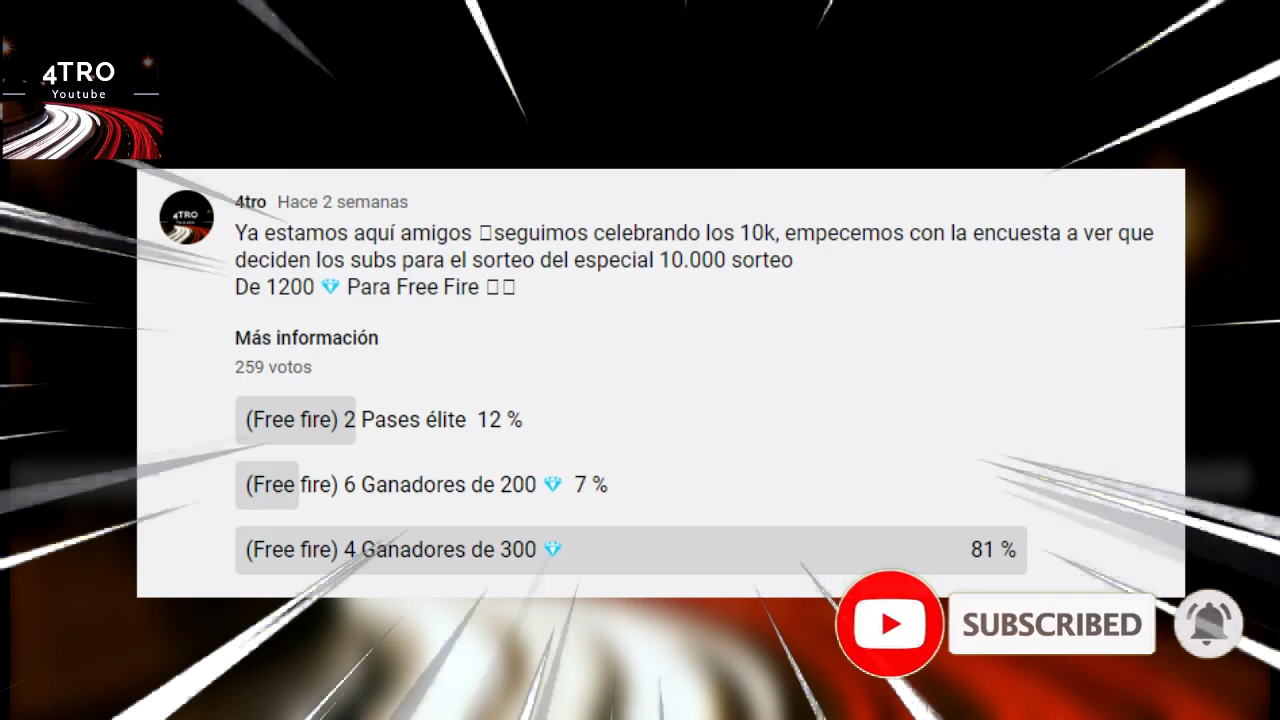 4TRO
Youtube
4TRO
4tro Hace 2 semanas
Ya estamos aquí amigos seguimos celebrando los 10k, empecemos con la encuesta a ver que
deciden los subs para el sorteo del especial 10.000 sorteo
De 1200 💎 Para Free Fire
Más información
259 votos
(Free fire) 2 Pases élite 12 %
(Free fire) 6 Ganadores de 200 💎 7 %
(Free fire) 4 Ganadores de 300 💎 81 %
SUBSCRIBED